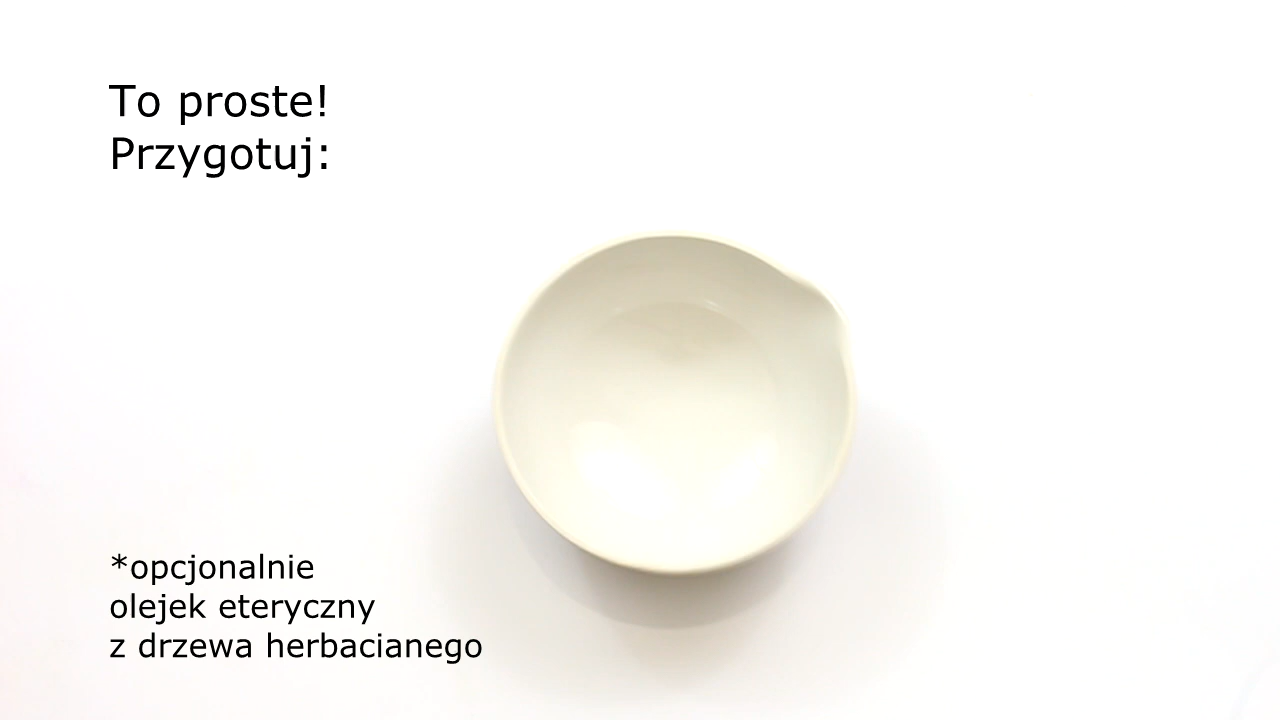 To proste!
Przygotuj:
*opcjonalnie
olejek eteryczny
z drzewa herbacianego